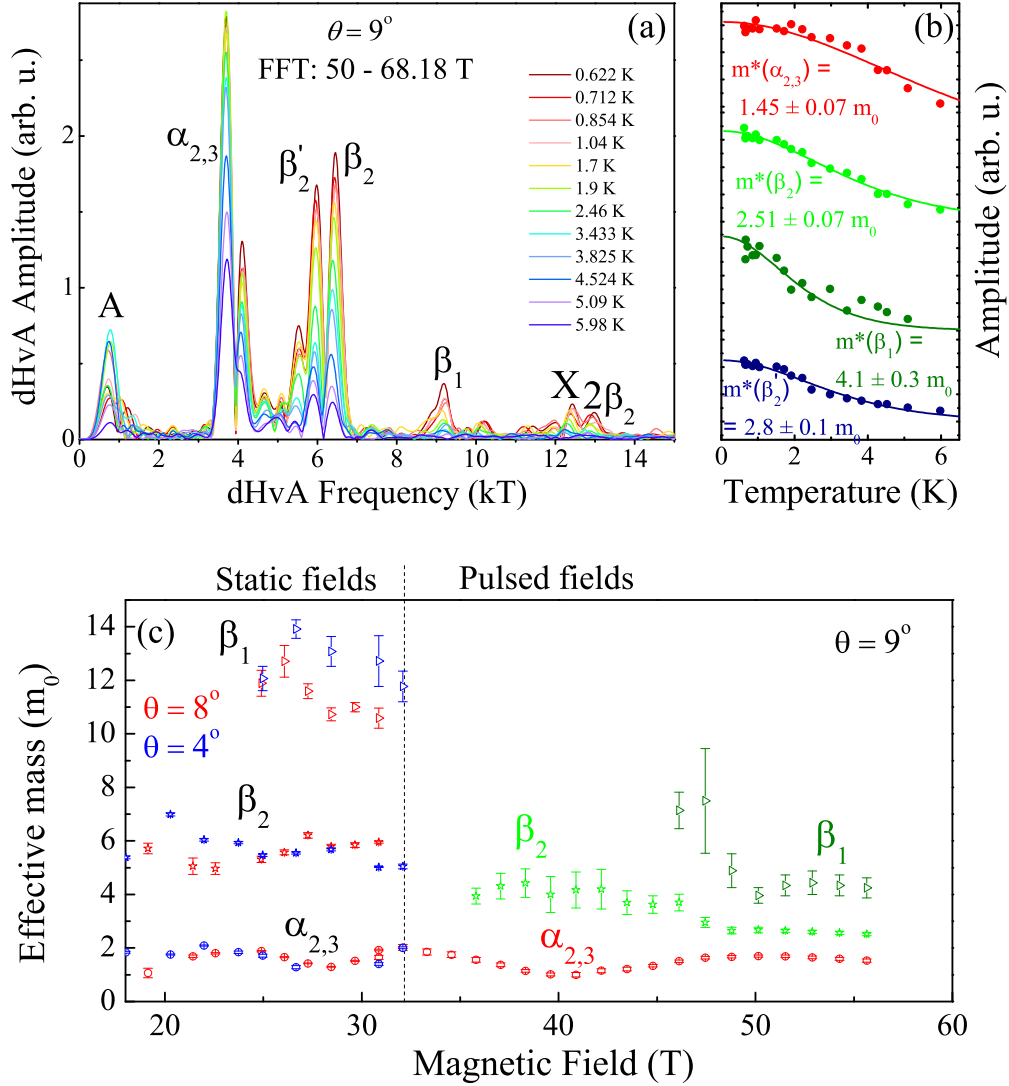 (a)
θ = 9°
FFT: 50 - 68.18 T
0.622 K
0.712 K
0.854 K
1.04 K
1.7 K
1.9 K
2.46 K
3.433 K
3.825 K
4.524 K
5.09 K
5.98 K
A
α2,3
β2'
β2
β1
X
2β2
0
1
2
dHvA Amplitude (arb. u.)
0 2 4 6 8 10 12 14
dHvA Frequency (kT)
(b)
m*(α2,3) =
1.45 ± 0.07 m0
m*(β2) =
2.51 ± 0.07 m0
m*(β1) =
4.1 ± 0.3 m0
m*(β2')
= 2.8 ± 0.1 m0
0 2 4 6
Temperature (K)
Amplitude (arb. u.)
Static fields
Pulsed fields
(c)
θ = 9°
β1
θ = 8°
θ = 4°
β2
α2,3
β2
α2,3
β1
14
12
10
8
6
4
2
0
Effective mass (m0)
20 30 40 50 60
Magnetic Field (T)